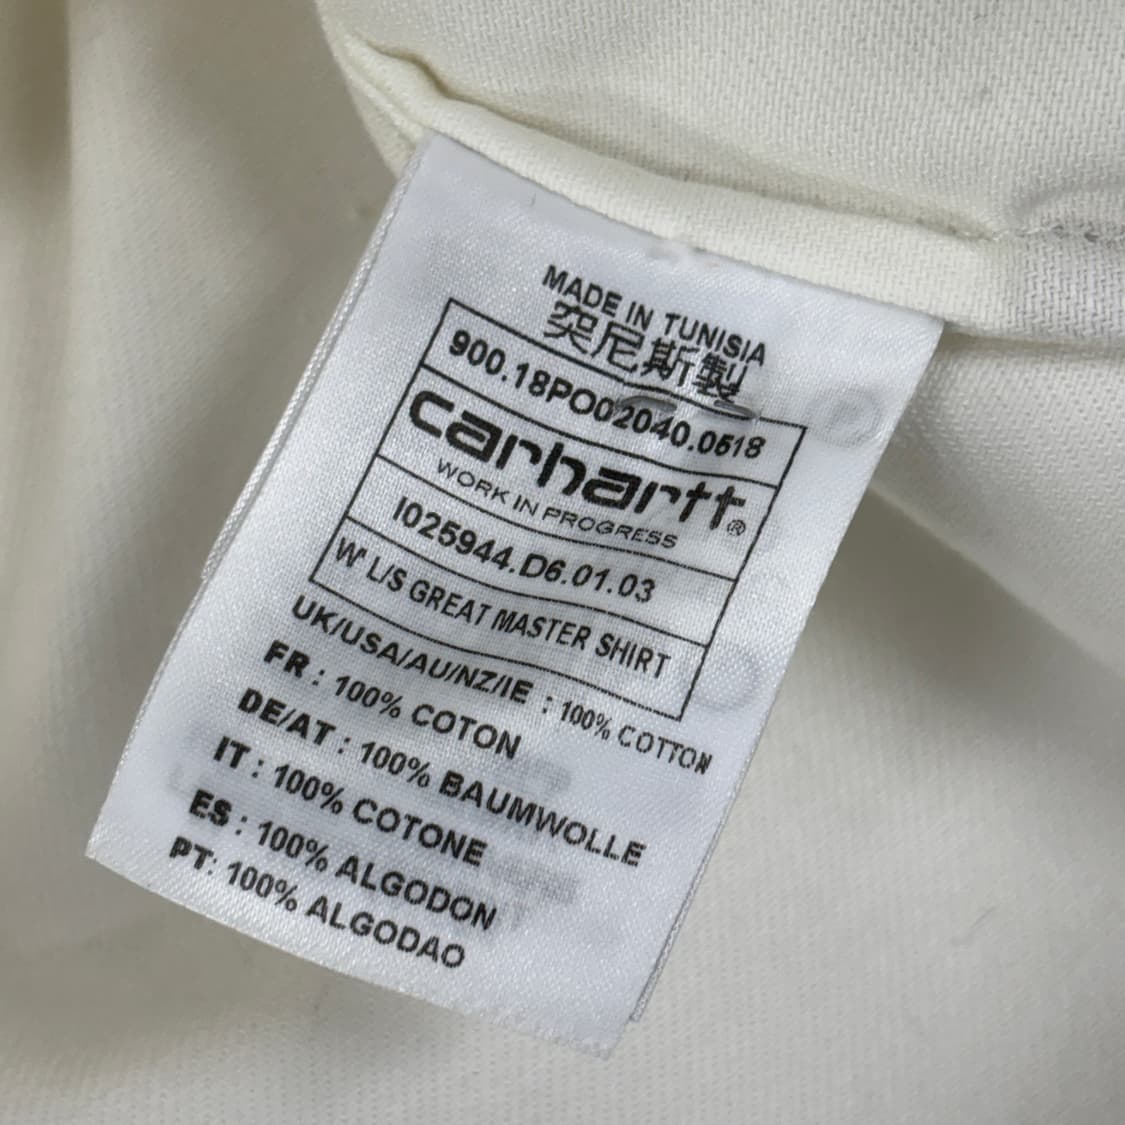 MADE IN TUNISIA
突尼斯製
900.18PO02040.0518
carhartt®
WORK IN PROGRESS
I025944.D6.01.03
W' L/S GREAT MASTER SHIRT
UK/USA/AU/NZ/IE : 100% COTTON
FR : 100% COTON
DE/AT : 100% BAUMWOLLE
IT : 100% COTONE
ES : 100% ALGODON
PT: 100% ALGODAO